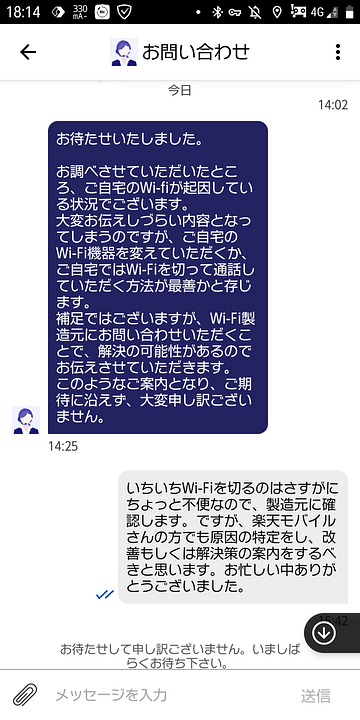 18:14
330
mA-
4G
お問い合わせ
今日
14:02
お待たせいたしました。
お調べさせていただいたとこ
ろ、ご自宅のWi-fiが起因してい
る状況でございます。
大変お伝えしづらい内容となっ
てしまうのですが、ご自宅の
Wi-Fi機器を変えていただくか、
ご自宅ではWi-Fiを切って通話し
ていただく方法が最善かと存じ
ます。
補足ではございますが、Wi-Fi製
造元にお問い合わせいただくこ
とで、解決の可能性があるので
お伝えさせていただきます。
このようなご案内となり、ご期
待に沿えず、大変申し訳ござい
ません。
14:25
いちいちWi-Fiを切るのはさすがに
ちょっと不便なので、製造元に確
認します。ですが、楽天モバイル
さんの方でも原因の特定をし、改
善もしくは解決策の案内をするべ
きと思います。お忙しい中ありが
とうございました。
15:42
お待たせして申し訳ございません。いましば
らくお待ち下さい。
メッセージを入力
送信